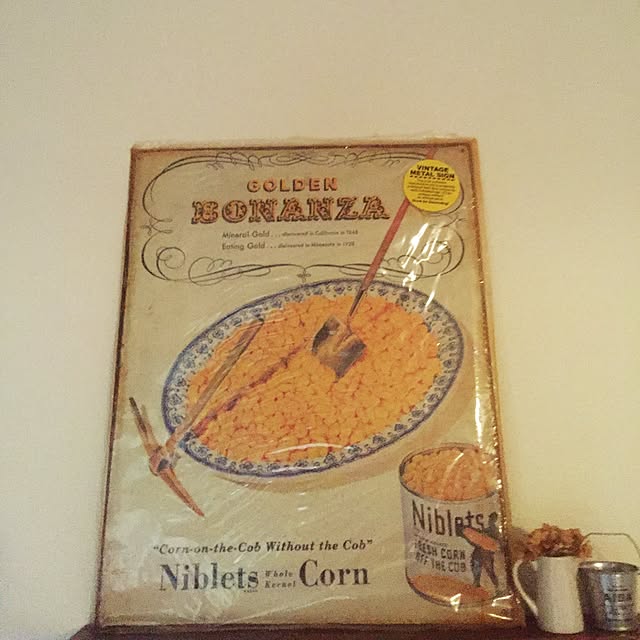 VINTAGE
METAL SIGN
GOLDEN
BONANZA
Mineral Gold . . . discovered in California in 1848
Eating Gold . . . discovered in Minnesota in
Niblets
FRESH CORN
OFF THE COB
"Corn-on-the-Cob Without the Cob"
Niblets Whole Kernel Corn